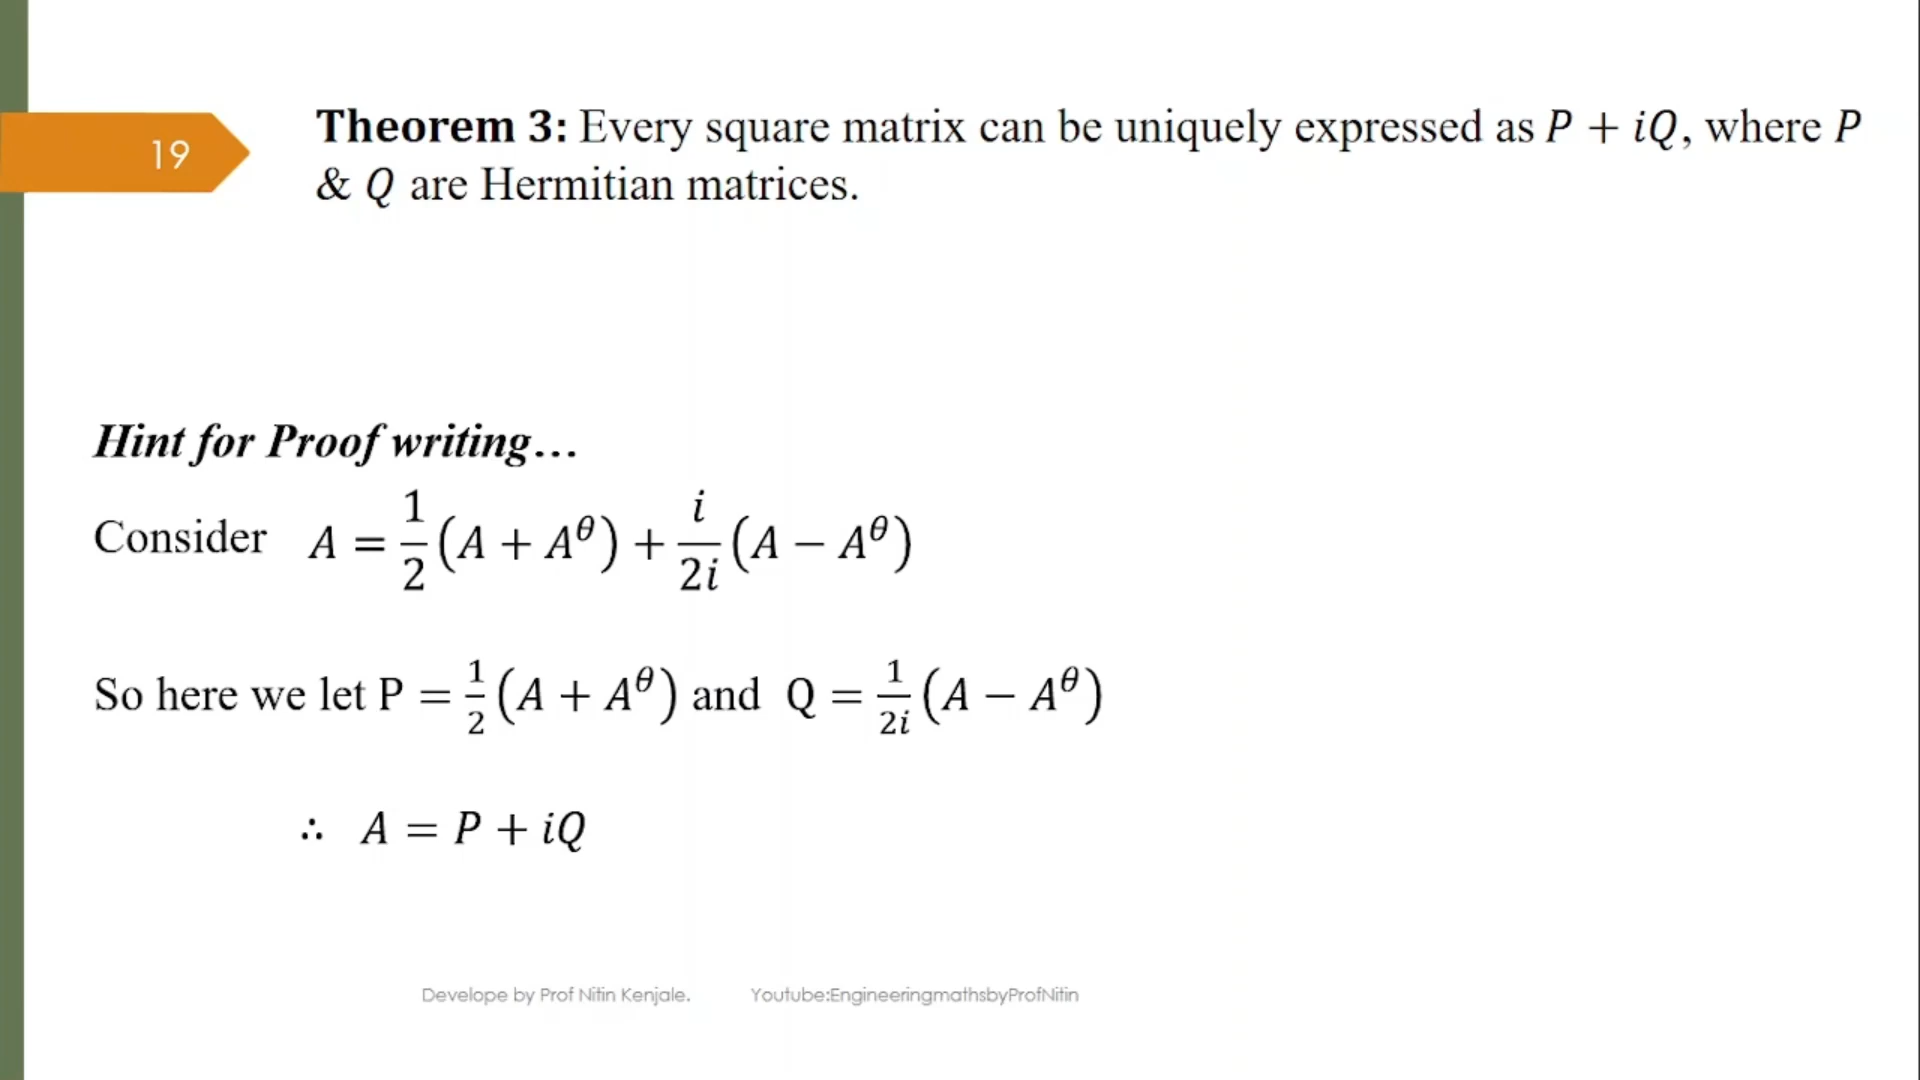 19
Theorem 3: Every square matrix can be uniquely expressed as P + iQ, where P
& Q are Hermitian matrices.
Hint for Proof writing…
Consider A = 1/2 (A + A^θ) + i/2i (A − A^θ)
So here we let P = 1/2 (A + A^θ) and Q = 1/2i (A − A^θ)
∴ A = P + iQ
Develope by Prof Nitin Kenjale. Youtube:EngineeringmathsbyProfNitin